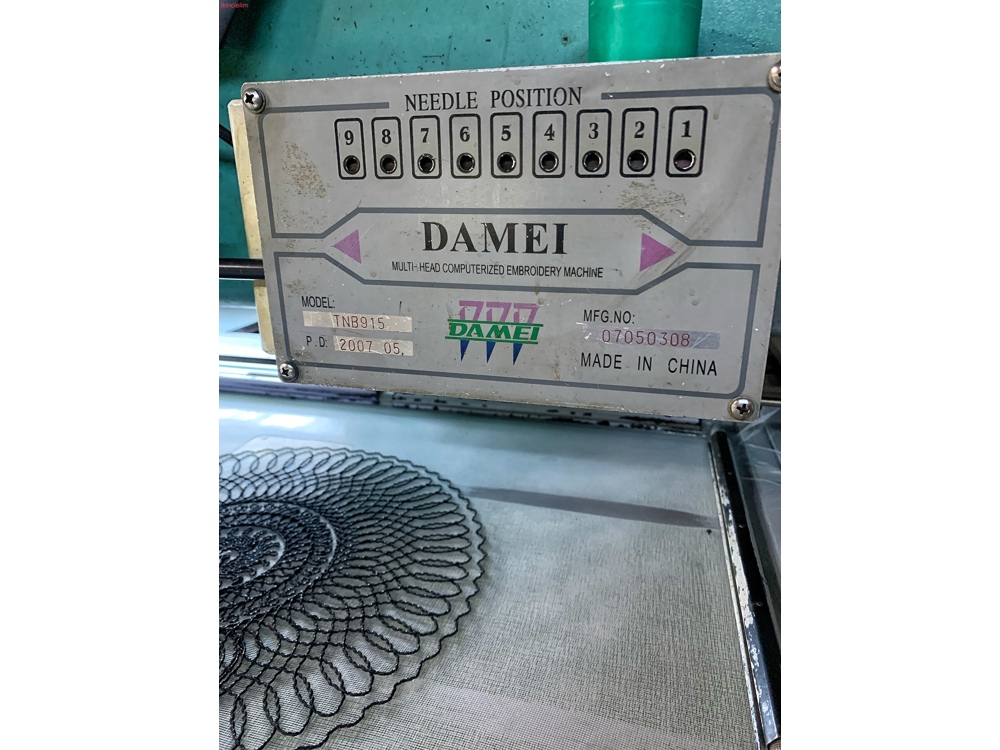 NEEDLE POSITION
9 8 7 6 5 4 3 2 1
DAMEI
MULTI-HEAD COMPUTERIZED EMBROIDERY MACHINE
MODEL:
TNB915
P.D: 2007 05,
DAMEI
MFG.NO:
07050308
MADE IN CHINA